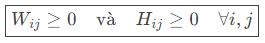 W_{ij} ≥ 0 và H_{ij} ≥ 0 ∀i, j